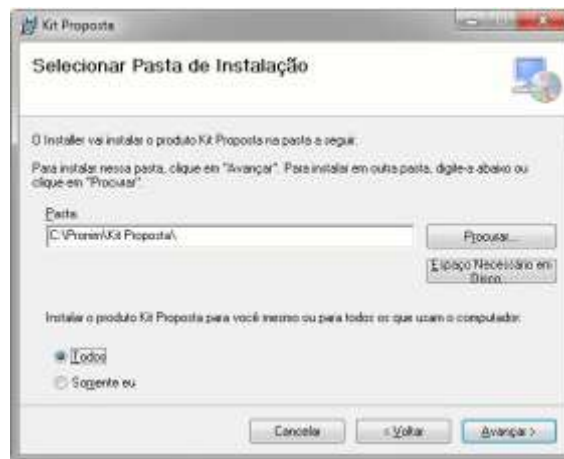 Kit Proposta
Selecionar Pasta de Instalação
O Installer vai instalar o produto Kit Proposta na pasta a seguir.
Para instalar nessa pasta, clique em "Avançar". Para instalar em outra pasta, digite-a abaixo ou
clique em "Procurar".
Pasta:
C:\Pronim\Kit Proposta\
Procurar...
Espaço Necessário em
Disco...
Instalar o produto Kit Proposta para você mesmo ou para todos os que usam o computador:
Todos
Somente eu
Cancelar
< Voltar
Avançar >